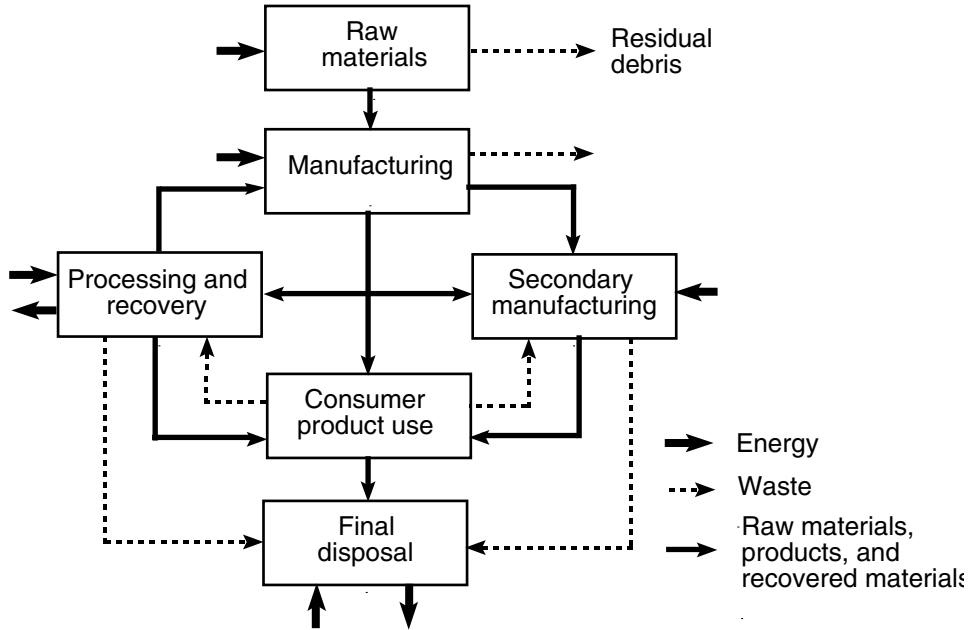 Raw
materials
Residual
debris
Manufacturing
Processing and
recovery
Secondary
manufacturing
Consumer
product use
Final
disposal
Energy
Waste
Raw materials,
products, and
recovered materials